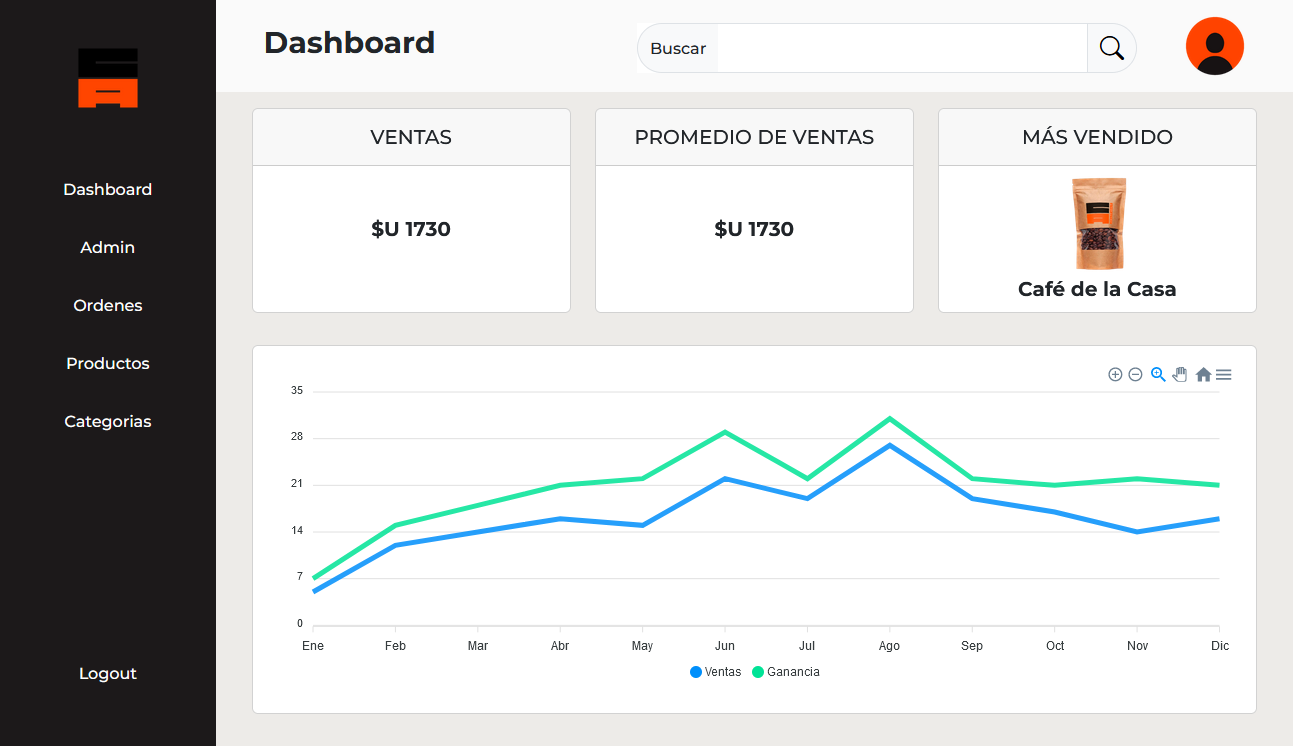 Dashboard
Buscar
Dashboard
Admin
Ordenes
Productos
Categorias
Logout
VENTAS
$U 1730
PROMEDIO DE VENTAS
$U 1730
MÁS VENDIDO
Café de la Casa
35
28
21
14
7
0
Ene Feb Mar Abr May Jun Jul Ago Sep Oct Nov Dic
Ventas Ganancia